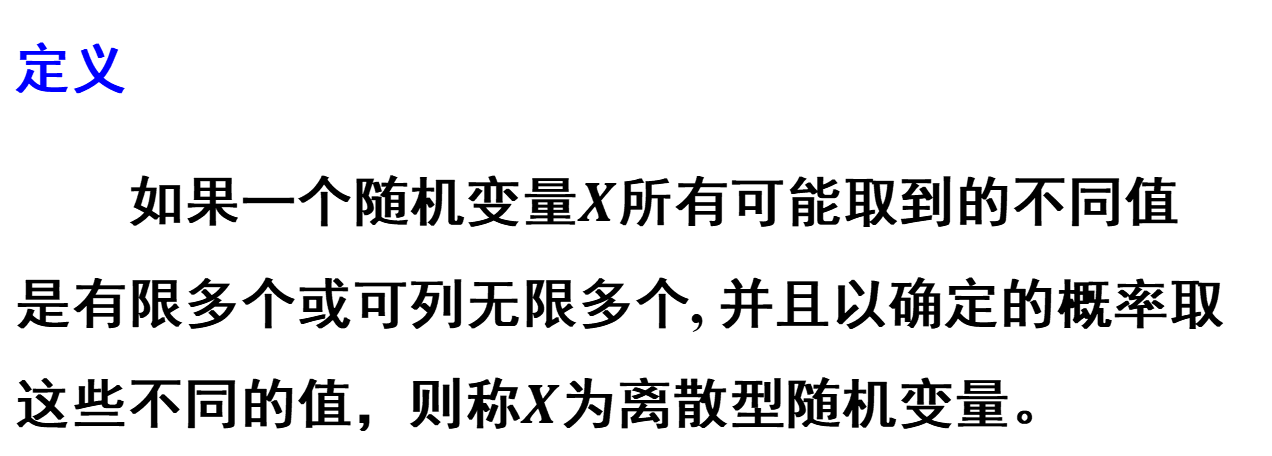 定义
如果一个随机变量X所有可能取到的不同值
是有限多个或可列无限多个, 并且以确定的概率取
这些不同的值，则称X为离散型随机变量。